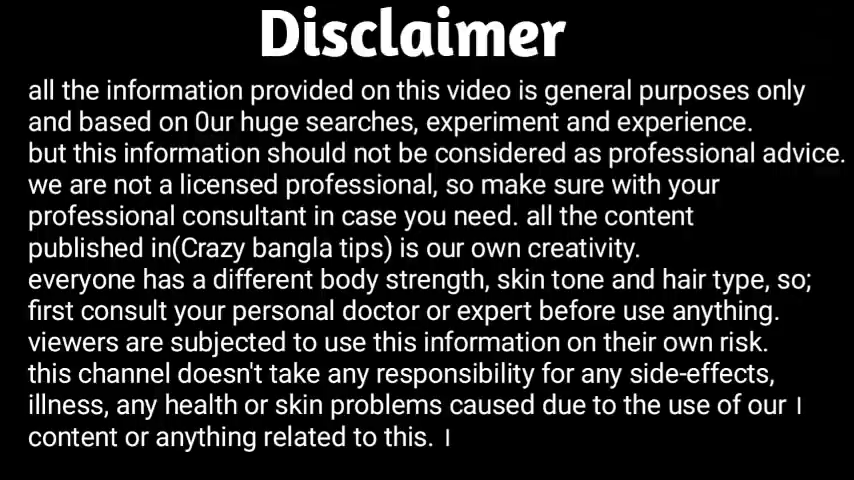 Disclaimer
all the information provided on this video is general purposes only
and based on 0ur huge searches, experiment and experience.
but this information should not be considered as professional advice.
we are not a licensed professional, so make sure with your
professional consultant in case you need. all the content
published in(Crazy bangla tips) is our own creativity.
everyone has a different body strength, skin tone and hair type, so;
first consult your personal doctor or expert before use anything.
viewers are subjected to use this information on their own risk.
this channel doesn't take any responsibility for any side-effects,
illness, any health or skin problems caused due to the use of our ।
content or anything related to this. ।